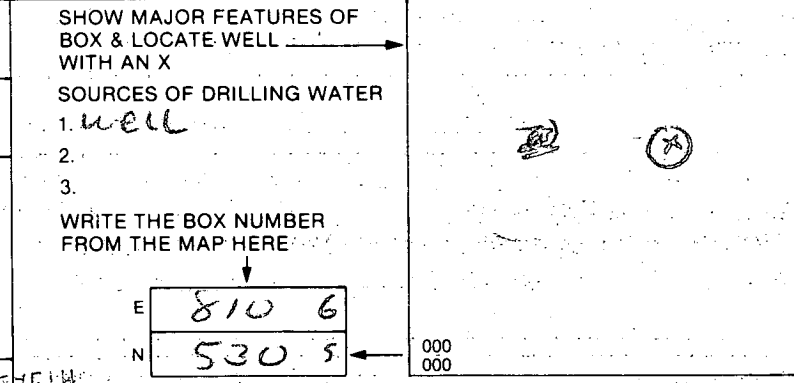 SHOW MAJOR FEATURES OF
BOX & LOCATE WELL
WITH AN X
SOURCES OF DRILLING WATER
1. well
2.
3.
WRITE THE BOX NUMBER
FROM THE MAP HERE
E 810 6
N 530 5
000
000
X